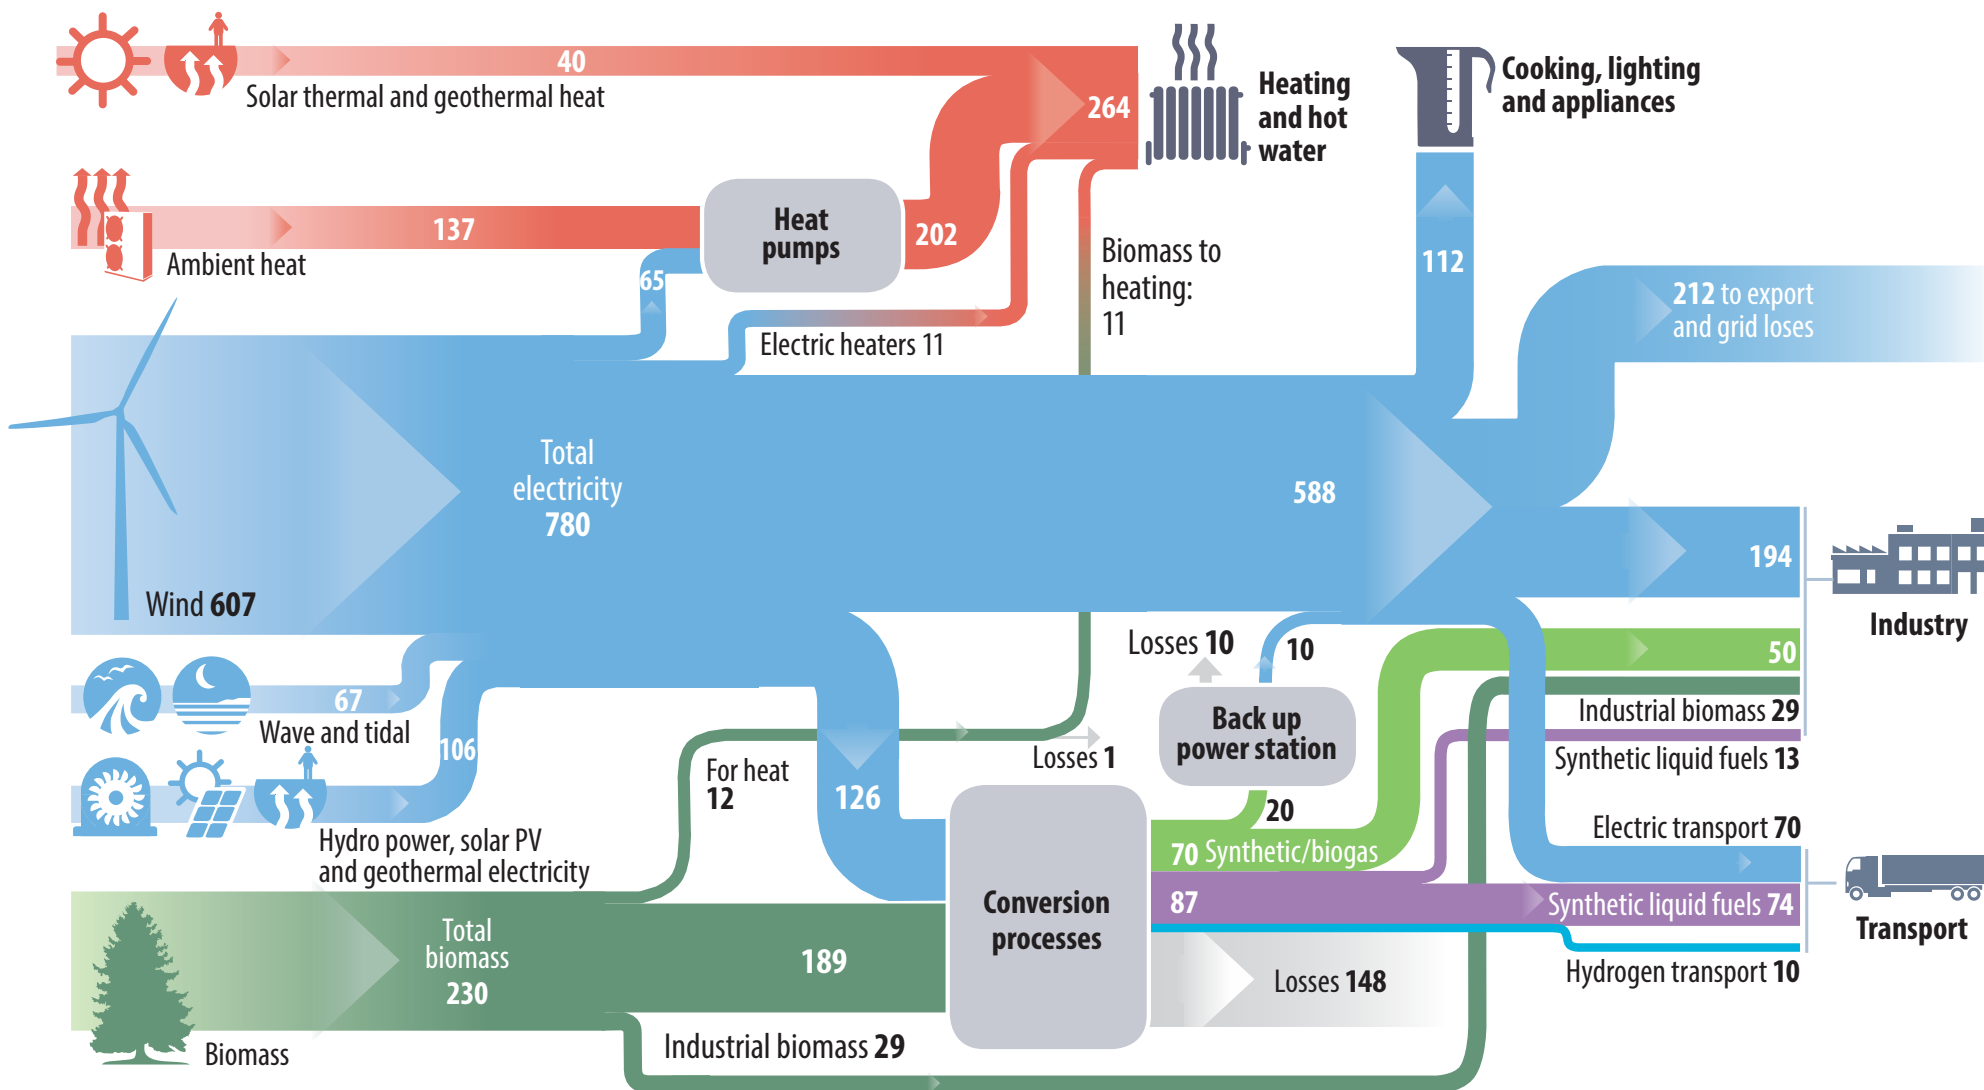 40
Solar thermal and geothermal heat
264
Heating
and hot
water
Cooking, lighting
and appliances
137
Ambient heat
Heat
pumps
202
65
Electric heaters 11
Biomass to
heating:
11
112
212 to export
and grid loses
Total
electricity
780
588
Wind 607
194
Industry
67
Wave and tidal
106
Hydro power, solar PV
and geothermal electricity
For heat
12
126
Losses 1
Losses 10
10
Back up
power station
20
50
Industrial biomass 29
Synthetic liquid fuels 13
Electric transport 70
70 Synthetic/biogas
87
Synthetic liquid fuels 74
Hydrogen transport 10
Transport
Conversion
processes
Losses 148
Total
biomass
230
189
Biomass
Industrial biomass 29